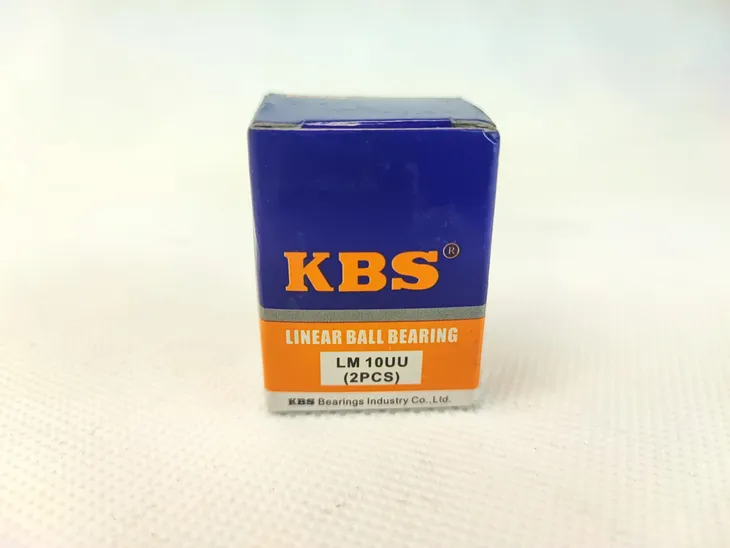 KBS®
LINEAR BALL BEARING
LM 10UU
(2PCS)
KBS Bearings Industry Co.,Ltd.